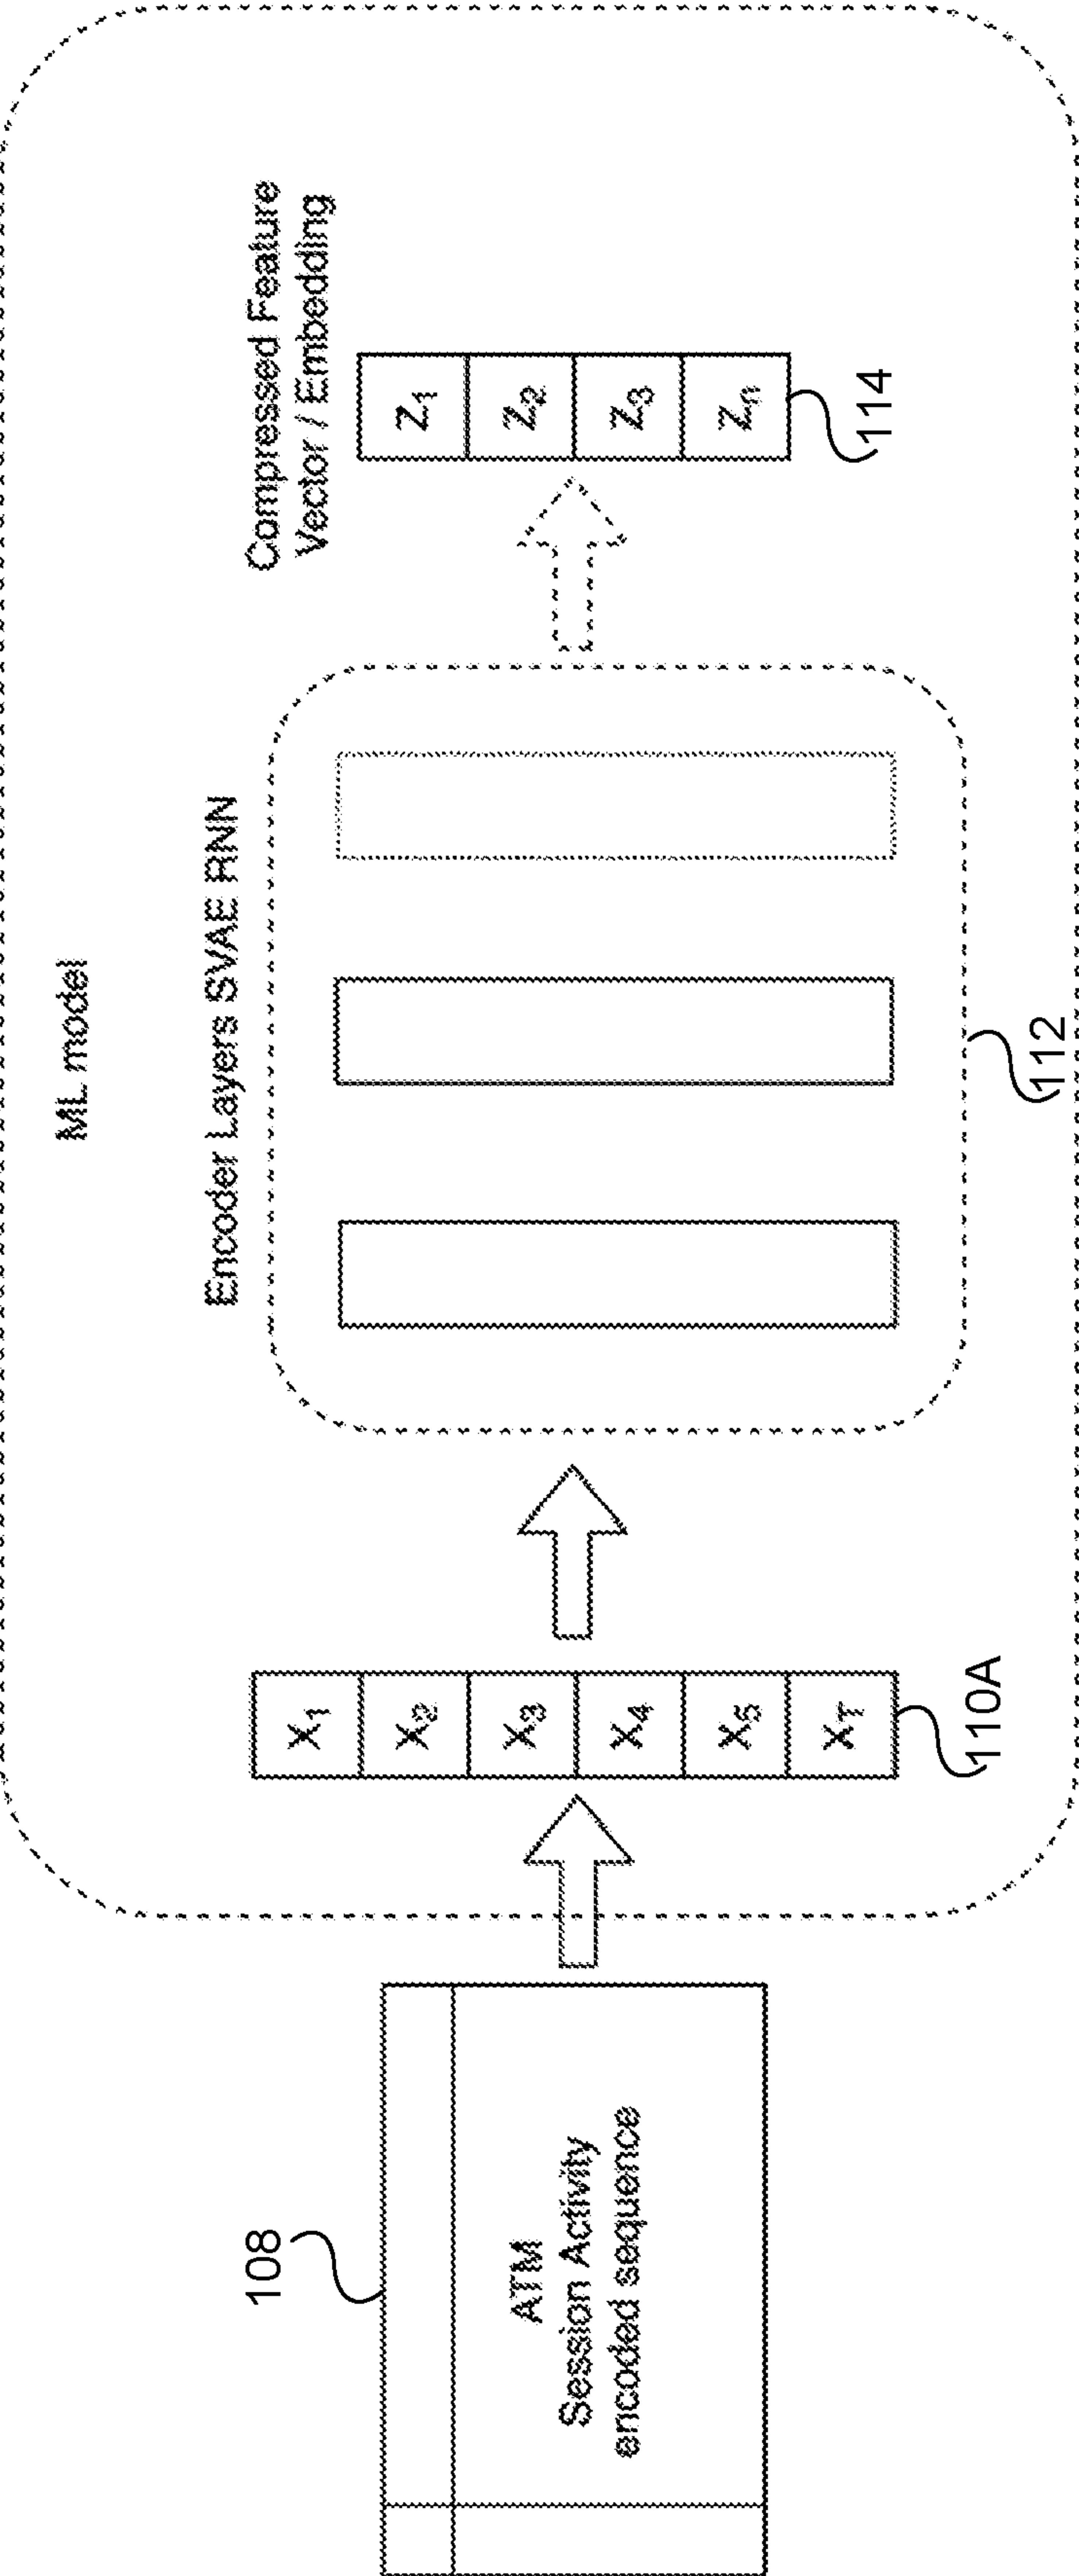 ML model
108
ATM
Session Activity
encoded sequence
X1
X2
X3
X4
X5
XT
110A
Encoder Layers SVAE RNN
112
Compressed Feature
Vector / Embedding
Z1
Z2
Z3
Zn
114